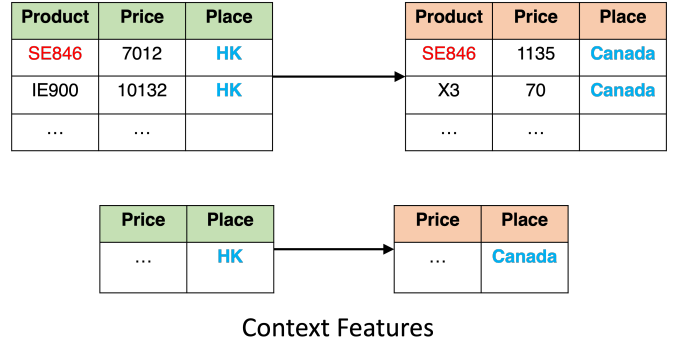 Product Price Place Product Price Place
SE846 7012 HK SE846 1135 Canada
IE900 10132 HK X3 70 Canada
... ... ... ...
Price Place Price Place
... HK ... Canada
Context Features